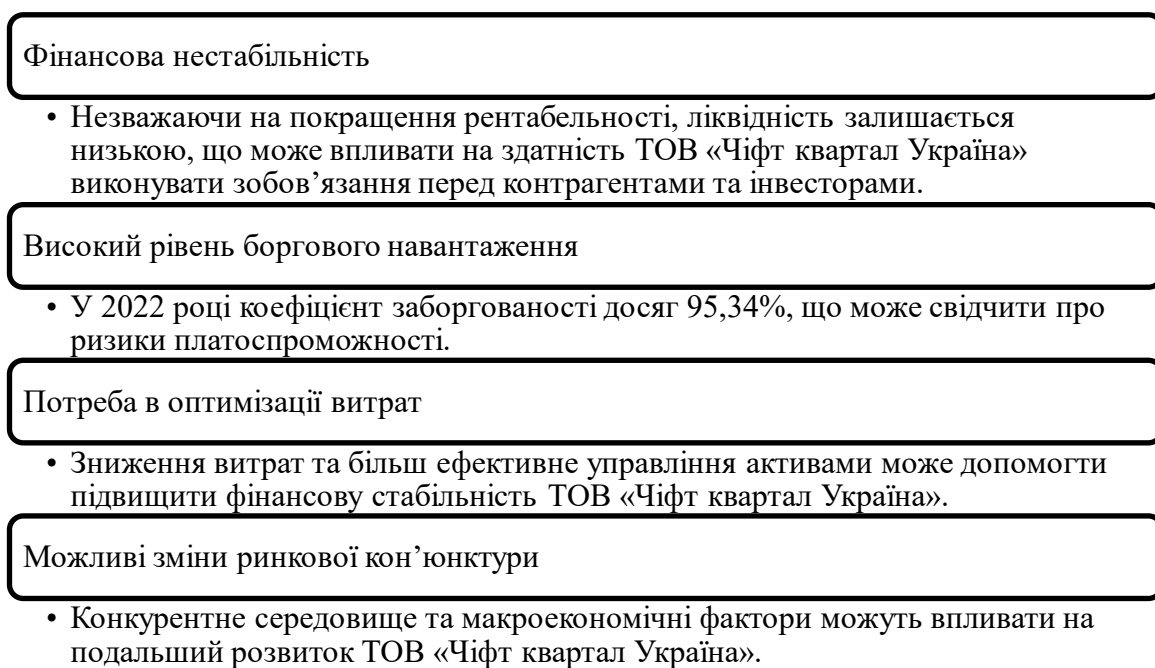 Фінансова нестабільність
• Незважаючи на покращення рентабельності, ліквідність залишається
низькою, що може впливати на здатність ТОВ «Чіфт квартал Україна»
виконувати зобов’язання перед контрагентами та інвесторами.
Високий рівень боргового навантаження
• У 2022 році коефіцієнт заборгованості досяг 95,34%, що може свідчити про
ризики платоспроможності.
Потреба в оптимізації витрат
• Зниження витрат та більш ефективне управління активами може допомогти
підвищити фінансову стабільність ТОВ «Чіфт квартал Україна».
Можливі зміни ринкової кон’юнктури
• Конкурентне середовище та макроекономічні фактори можуть впливати на
подальший розвиток ТОВ «Чіфт квартал Україна».